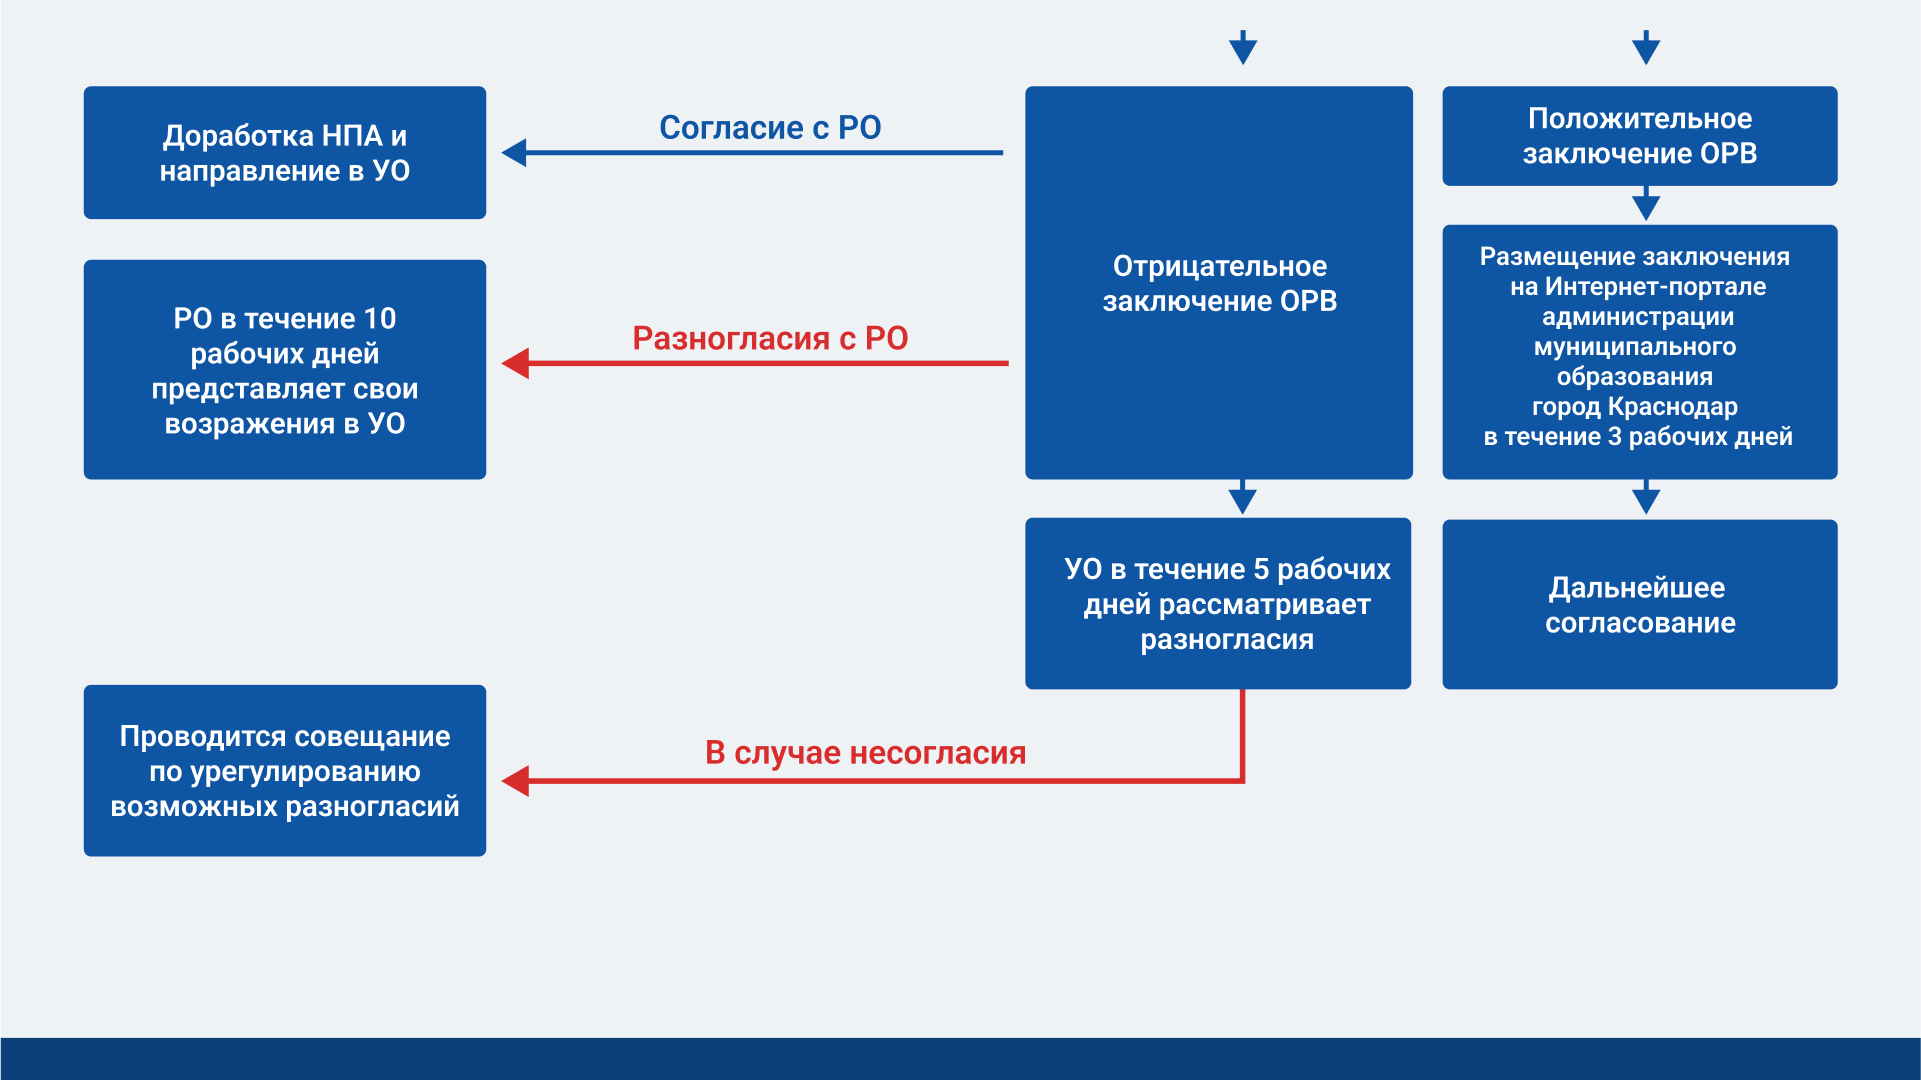 Доработка НПА и
направление в УО
Согласие с РО
РО в течение 10
рабочих дней
представляет свои
возражения в УО
Разногласия с РО
Отрицательное
заключение ОРВ
Положительное
заключение ОРВ
Размещение заключения
на Интернет-портале
администрации
муниципального
образования
город Краснодар
в течение 3 рабочих дней
УО в течение 5 рабочих
дней рассматривает
разногласия
Дальнейшее
согласование
Проводится совещание
по урегулированию
возможных разногласий
В случае несогласия